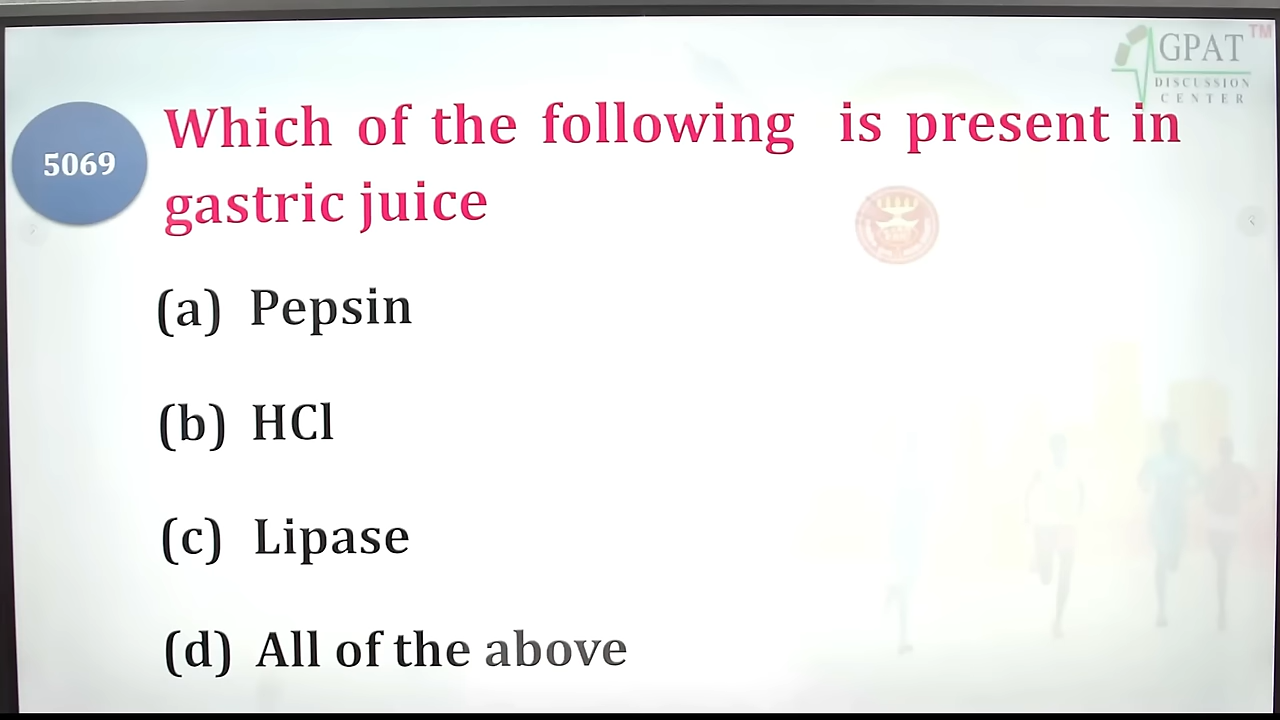 GPAT TM
DISCUSSION
CENTER
5069
Which of the following is present in
gastric juice
(a) Pepsin
(b) HCl
(c) Lipase
(d) All of the above